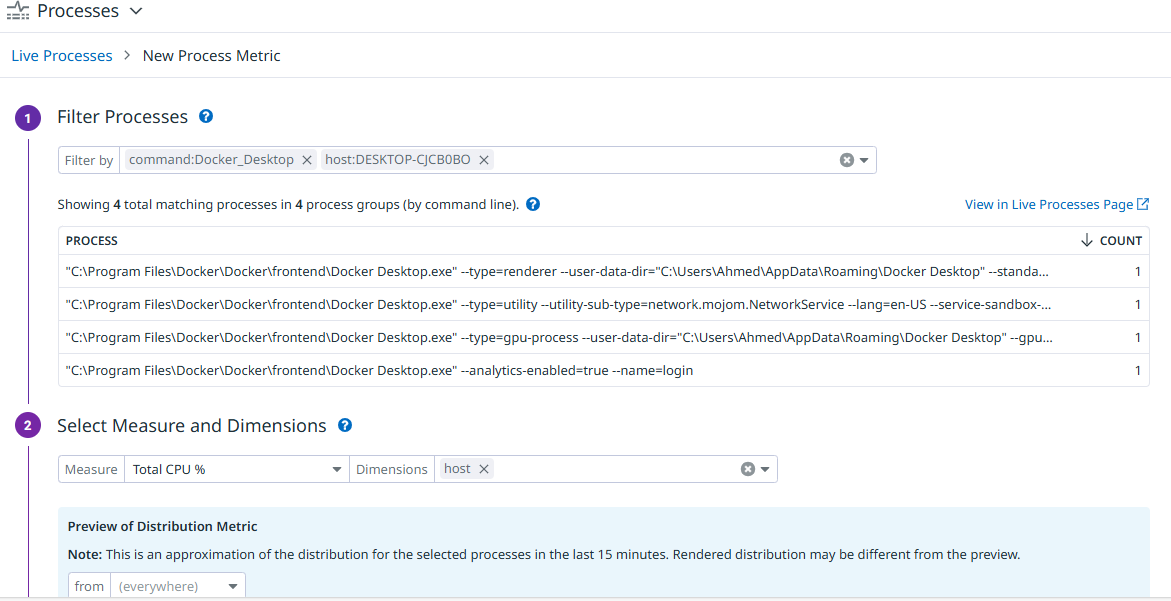 Processes
Live Processes > New Process Metric
1 Filter Processes ?
Filter by command:Docker_Desktop × host:DESKTOP-CJCB0BO ×
Showing 4 total matching processes in 4 process groups (by command line). ? View in Live Processes Page
PROCESS ↓ COUNT
"C:\Program Files\Docker\Docker\frontend\Docker Desktop.exe" --type=renderer --user-data-dir="C:\Users\Ahmed\AppData\Roaming\Docker Desktop" --standa... 1
"C:\Program Files\Docker\Docker\frontend\Docker Desktop.exe" --type=utility --utility-sub-type=network.mojom.NetworkService --lang=en-US --service-sandbox-... 1
"C:\Program Files\Docker\Docker\frontend\Docker Desktop.exe" --type=gpu-process --user-data-dir="C:\Users\Ahmed\AppData\Roaming\Docker Desktop" --gpu... 1
"C:\Program Files\Docker\Docker\frontend\Docker Desktop.exe" --analytics-enabled=true --name=login 1
2 Select Measure and Dimensions ?
Measure Total CPU % Dimensions host ×
Preview of Distribution Metric
Note: This is an approximation of the distribution for the selected processes in the last 15 minutes. Rendered distribution may be different from the preview.
from (everywhere)